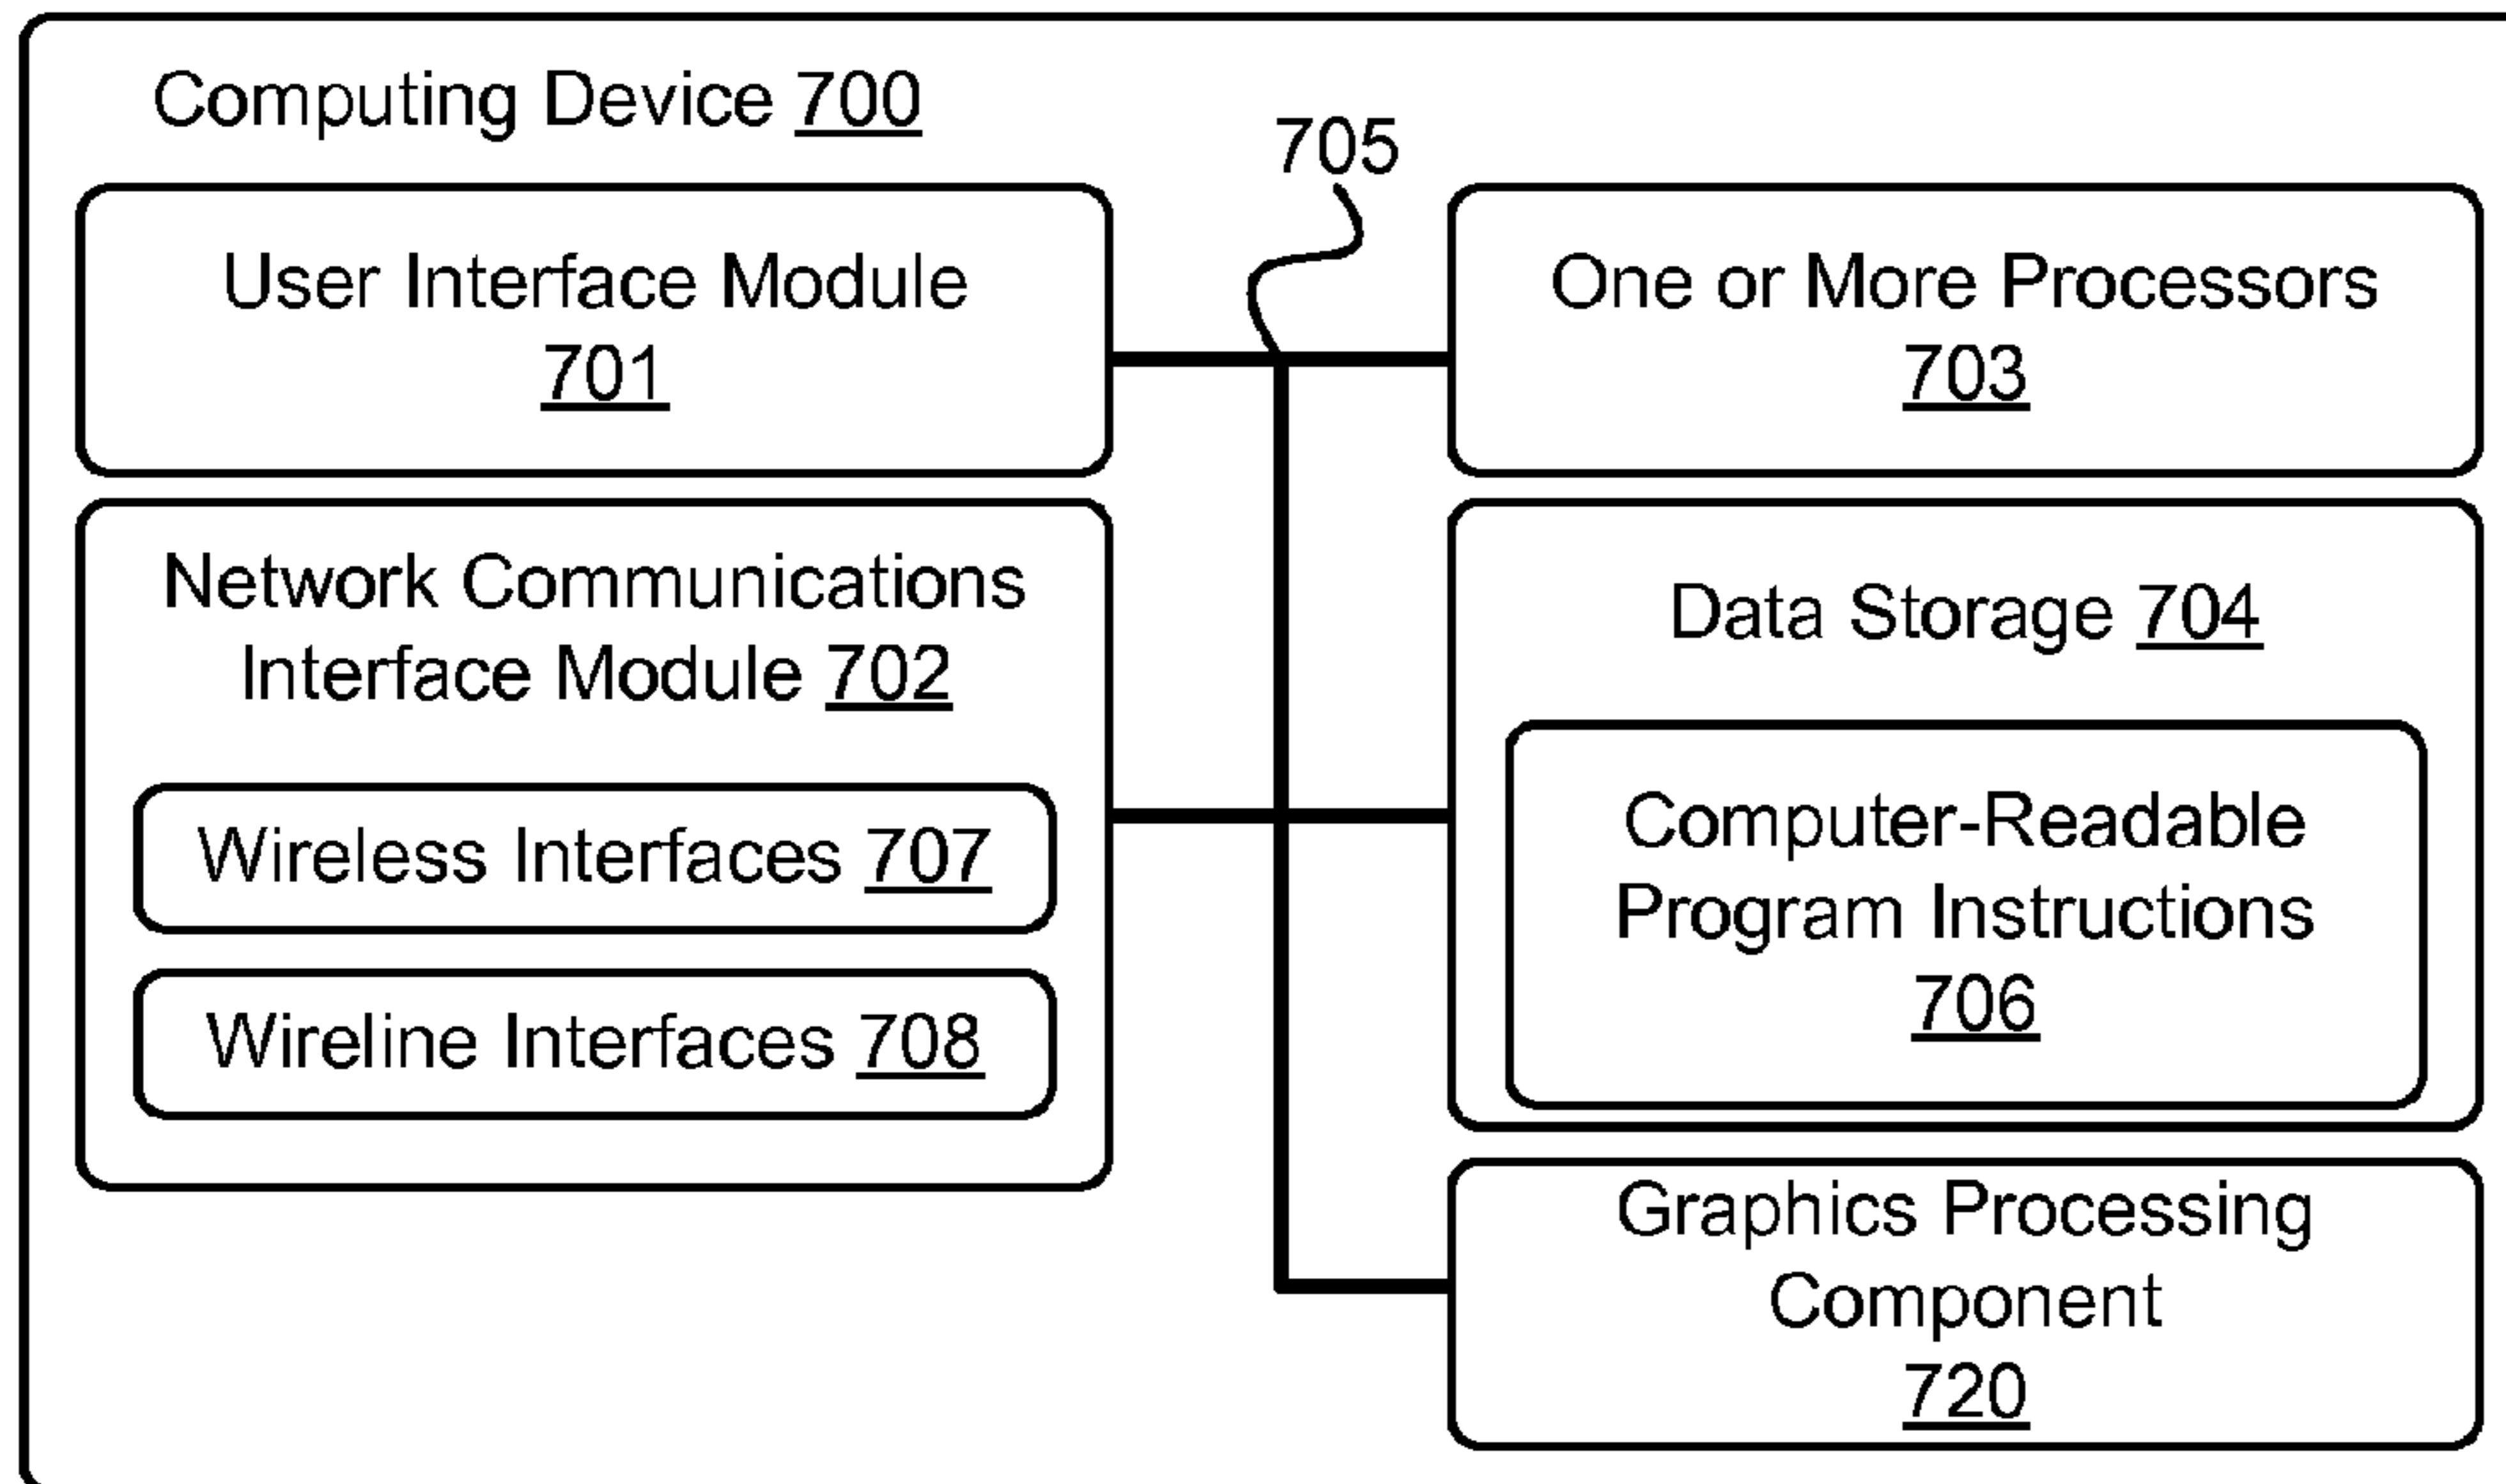 Computing Device 700
705
User Interface Module
701
One or More Processors
703
Network Communications
Interface Module 702
Wireless Interfaces 707
Wireline Interfaces 708
Data Storage 704
Computer-Readable
Program Instructions
706
Graphics Processing
Component
720